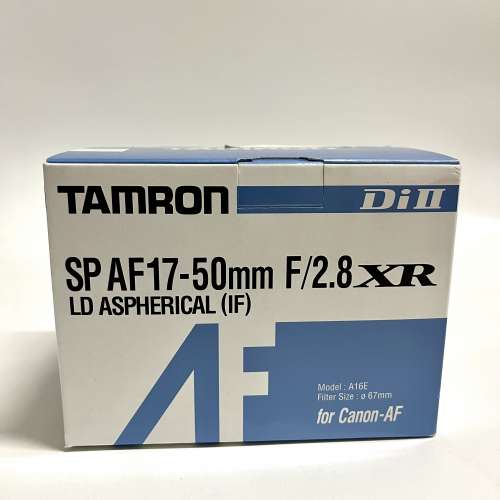 TAMRON
Di II
SP AF17-50mm F/2.8 XR
LD ASPHERICAL (IF)
AF
Model : A16E
Filter Size : ø 67mm
for Canon-AF